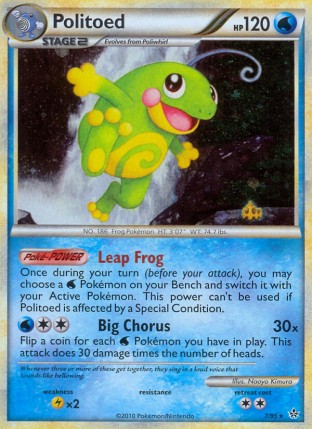 Politoed
HP120
STAGE2 Evolves from Poliwhirl
NO. 186 Frog Pokémon HT: 3'07" WT: 74.7 lbs.
Poké-POWER Leap Frog
Once during your turn (before your attack), you may
choose a Pokémon on your Bench and switch it with
your Active Pokémon. This power can't be used if
Politoed is affected by a Special Condition.
Big Chorus 30x
Flip a coin for each Pokémon you have in play. This
attack does 30 damage times the number of heads.
Whenever three or more of these get together, they sing in a loud voice that
sounds like bellowing.
Illus. Naoyo Kimura
weakness resistance retreat cost
×2
©2010 Pokémon/Nintendo
7/95